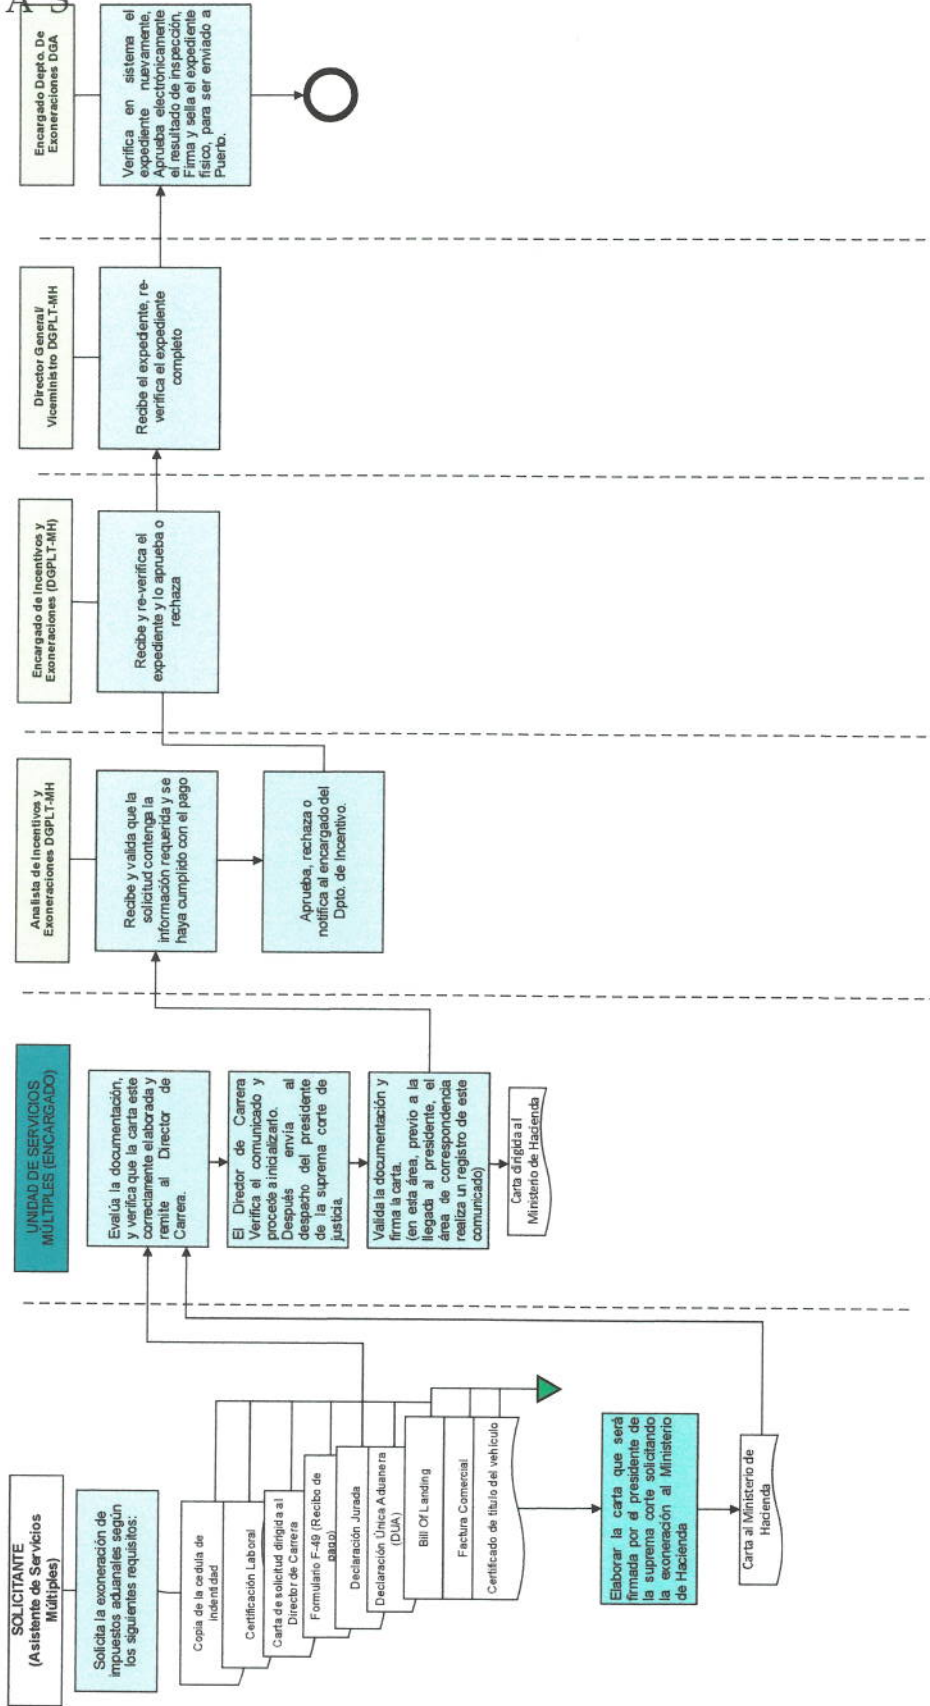 A S
SOLICITANTE
(Asistente de Servicios
Múltiples)
Solicita la exoneración de
impuestos aduanales según
los siguientes requisitos:
Copia de la cedula de
indentidad
Certificación Laboral
Carta de solicitud dirigida al
Director de Carrera
Formulario F-49 (Recibo de
pago)
Declaración Jurada
Declaración Única Aduanera
(DUA)
Bill Of Landing
Factura Comercial
Certificado de titulo del vehículo
Elaborar la carta que será
firmada por el presidente de
la suprema corte solicitando
la exoneración al Ministerio
de Hacienda
Carta al Ministerio de
Hacienda
UNIDAD DE SERVICIOS
MÚLTIPLES (ENCARGADO)
Evalúa la documentación,
y verifica que la carta este
correctamente elaborada y
remite al Director de
Carrera.
El Director de Carrera
Verifica el comunicado y
procede a inicializarlo.
Después envía al
despacho del presidente
de la suprema corte de
justicia.
Valida la documentación y
firma la carta.
(en esta área, previo a la
llegada al presidente, el
área de correspondencia
realiza un registro de este
comunicado)
Carta dirigida al
Ministerio de Hacienda
Analista de Incentivos y
Exoneraciones DGPLT-MH
Recibe y valida que la
solicitud contenga la
información requerida y se
haya cumplido con el pago
Aprueba, rechaza o
notifica al encargado del
Dpto. de Incentivo.
Encargado de Incentivos y
Exoneraciones (DGPLT-MH)
Recibe y re-verifica el
expediente y lo aprueba o
rechaza
Director General/
Viceministro DGPLT-MH
Recibe el expediente, re-
verifica el expediente
completo
Encargado Depto. De
Exoneraciones DGA
Verifica en sistema el
expediente nuevamente,
Aprueba electrónicamente
el resultado de inspección,
Firma y sella el expediente
físico, para ser enviado a
Puerto.